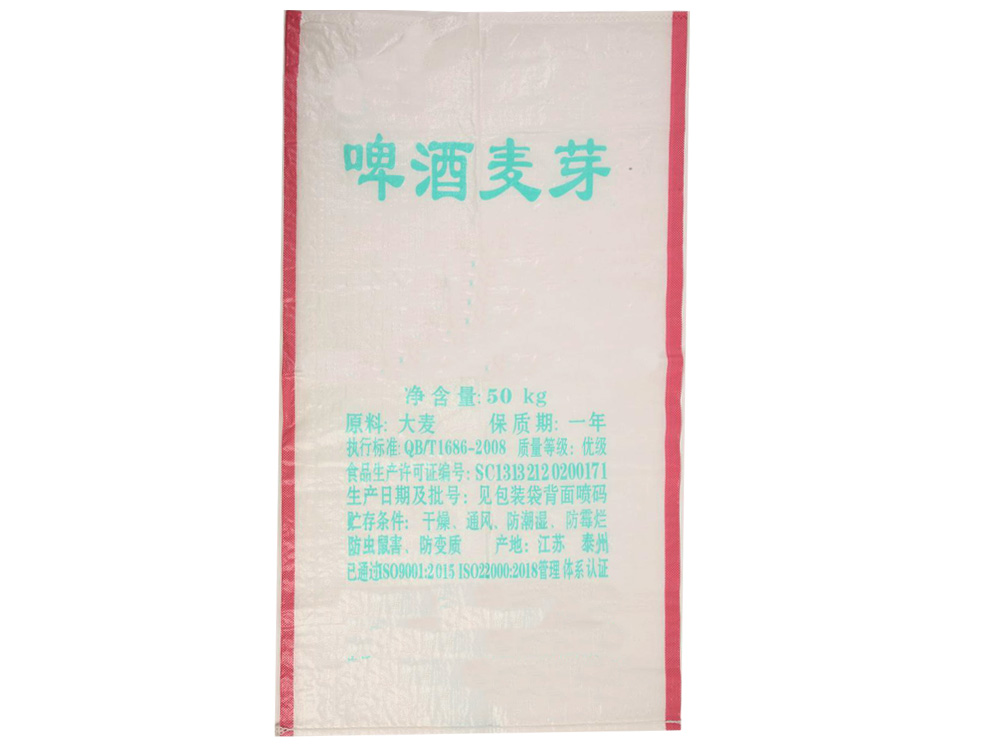 啤酒麦芽
净含量: 50 kg
原料: 大麦 保质期: 一年
执行标准: QB/T1686-2008 质量等级: 优级
食品生产许可证编号: SC13132120200171
生产日期及批号: 见包装袋背面喷码
贮存条件: 干燥、通风、防潮湿、防霉烂
防虫鼠害、防变质 产地: 江苏 泰州
已通过ISO9001:2015 ISO22000:2018管理体系认证